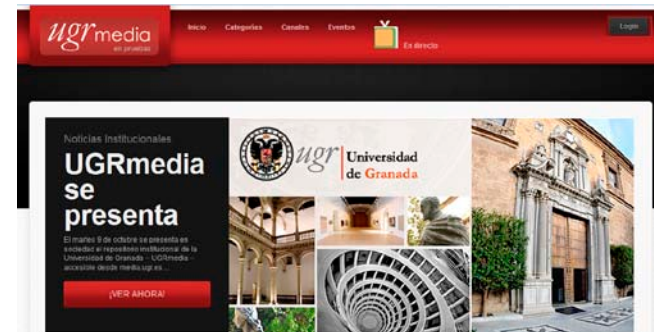 ugrmedia
en pruebas
Inicio Categorías Canales Eventos En directo Login
Noticias Institucionales
UGRmedia
se
presenta
El martes 9 de octubre se presenta en
sociedad el repositorio institucional de la
Universidad de Granada - UGRmedia -
accesible desde media.ugr.es ...
¡VER AHORA!
ugr Universidad
de Granada